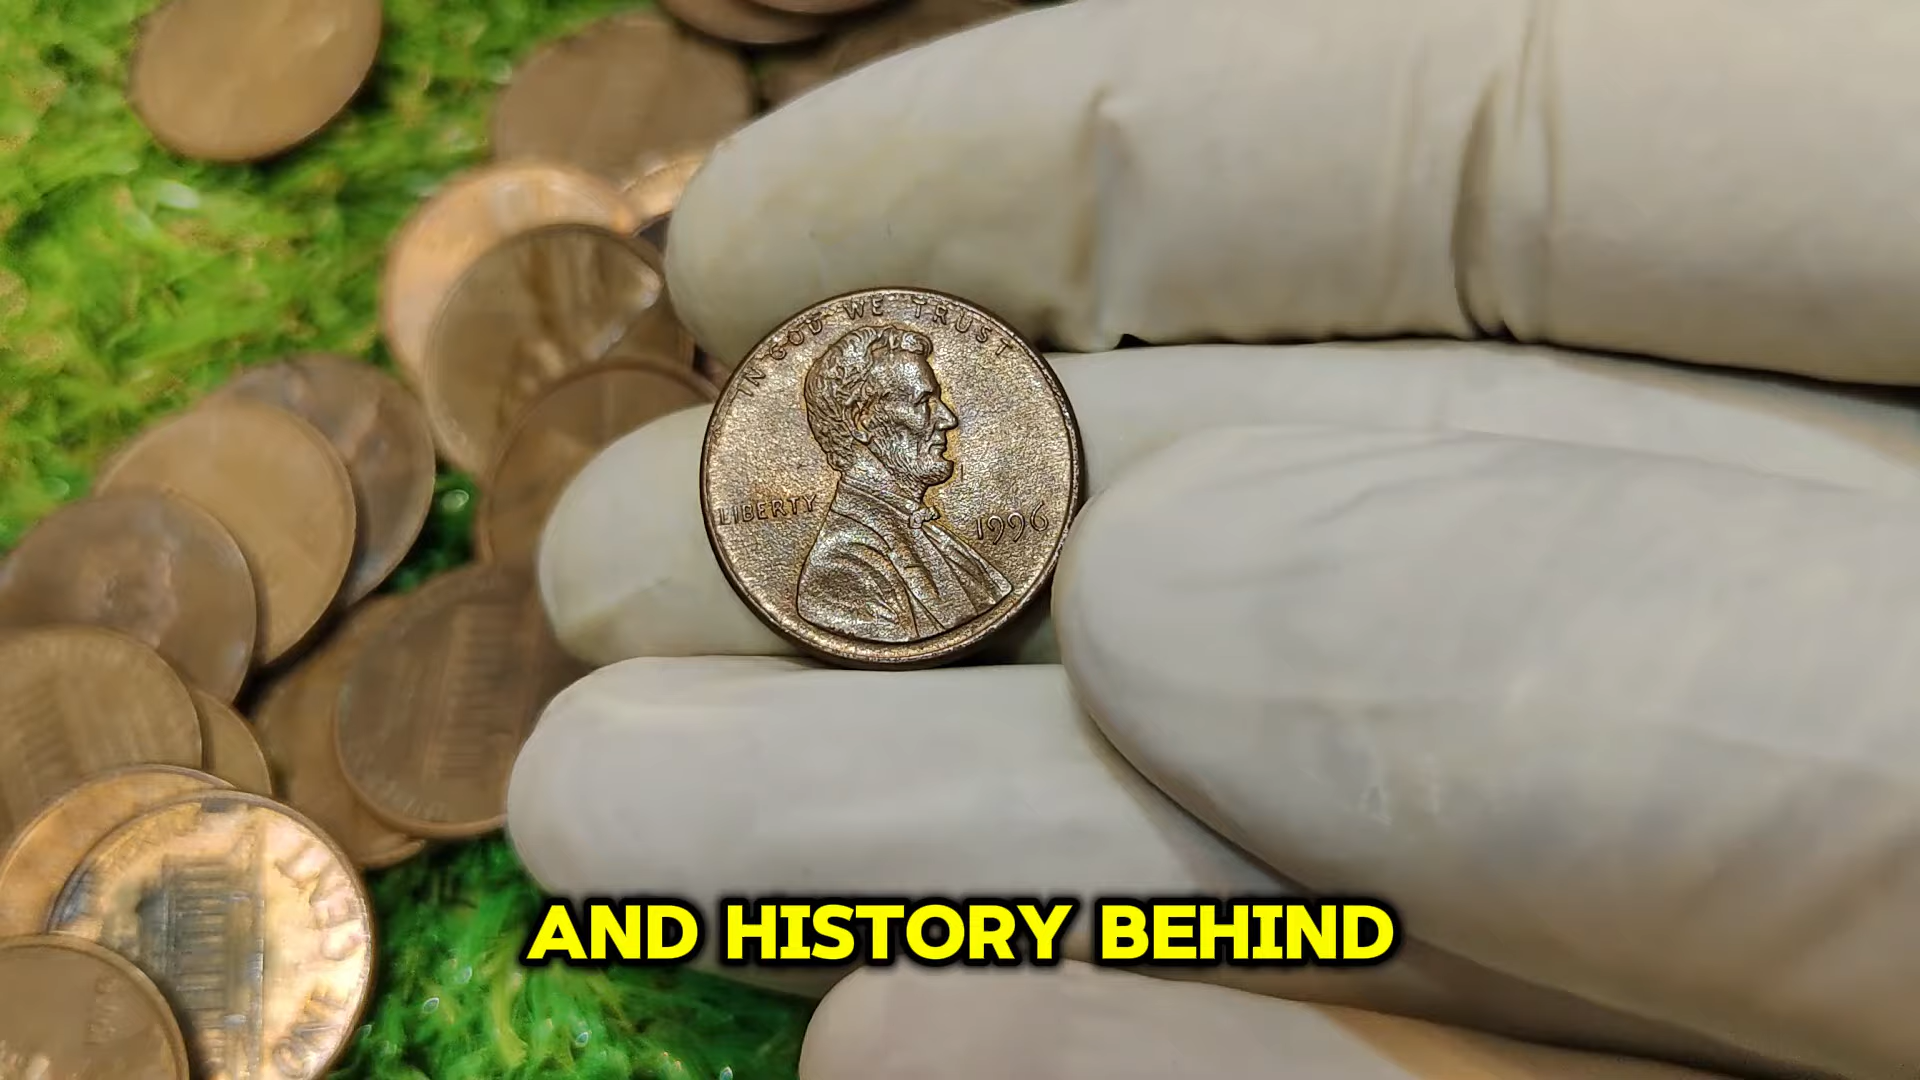 IN GOD WE TRUST
LIBERTY
1996
ONE CENT
AND HISTORY BEHIND